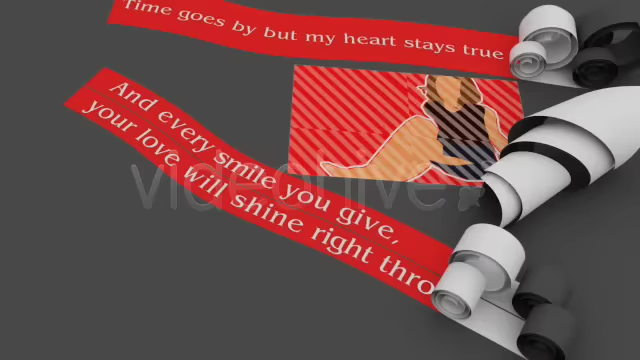 Time goes by but my heart stays true
And every smile you give,
your love will shine right thro
videohive